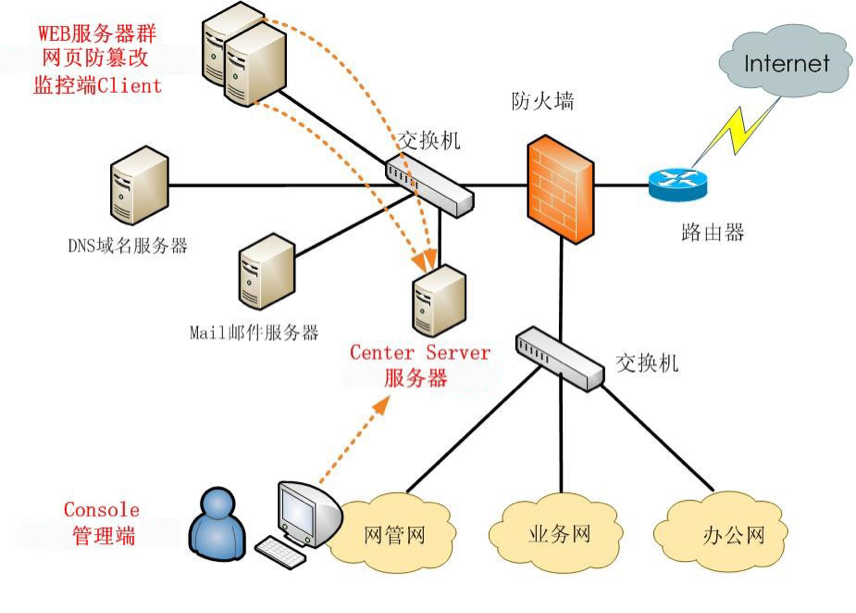 WEB服务器群
网页防篡改
监控端Client
Internet
防火墙
交换机
路由器
DNS域名服务器
Mail邮件服务器
Center Server
服务器
交换机
Console
管理端
网管网
业务网
办公网